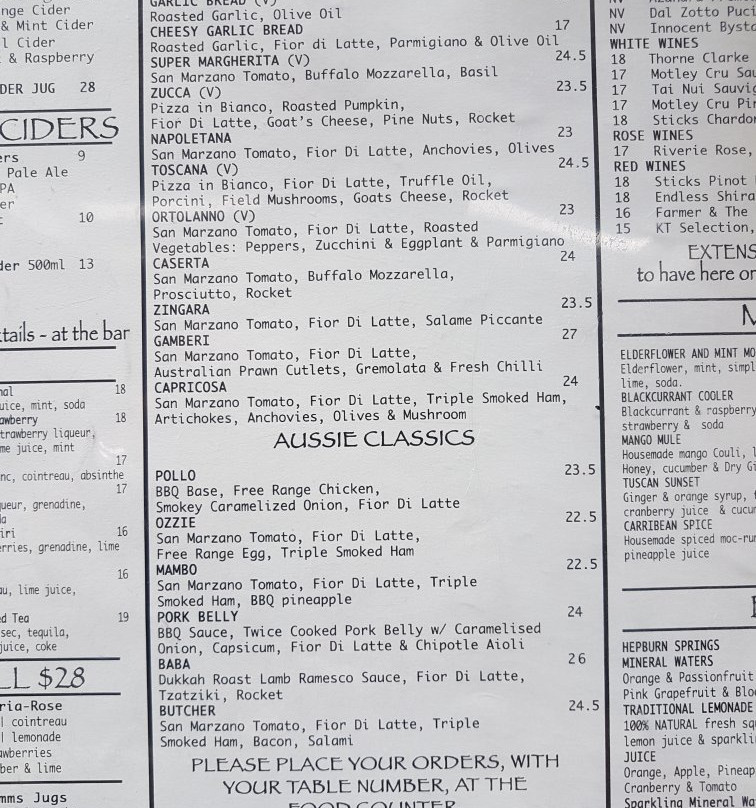 nge Cider
& Mint Cider
l Cider
& Raspberry
DER JUG 28
CIDERS
ers 9
Pale Ale
PA
er
10
der 500ml 13
tails - at the bar
nal 18
uice, mint, soda
awberry 18
trawberry liqueur,
me juice, mint
17
nc, cointreau, absinthe
17
queur, grenadine,
da
iri 16
erries, grenadine, lime
16
au, lime juice,
ed Tea 19
sec, tequila,
juice, coke
LL $28
ria-Rose
cointreau
lemonade
awberries
ber & lime
mms Jugs
GARLIC BREAD (V)
Roasted Garlic, Olive Oil
CHEESY GARLIC BREAD 17
Roasted Garlic, Fior di Latte, Parmigiano & Olive Oil
SUPER MARGHERITA (V) 24.5
San Marzano Tomato, Buffalo Mozzarella, Basil
ZUCCA (V) 23.5
Pizza in Bianco, Roasted Pumpkin,
Fior Di Latte, Goat's Cheese, Pine Nuts, Rocket
NAPOLETANA 23
San Marzano Tomato, Fior Di Latte, Anchovies, Olives
TOSCANA (V) 24.5
Pizza in Bianco, Fior Di Latte, Truffle Oil,
Porcini, Field Mushrooms, Goats Cheese, Rocket
ORTOLANNO (V) 23
San Marzano Tomato, Fior Di Latte, Roasted
Vegetables: Peppers, Zucchini & Eggplant & Parmigiano
CASERTA 24
San Marzano Tomato, Buffalo Mozzarella,
Prosciutto, Rocket
ZINGARA 23.5
San Marzano Tomato, Fior Di Latte, Salame Piccante
GAMBERI 27
San Marzano Tomato, Fior Di Latte,
Australian Prawn Cutlets, Gremolata & Fresh Chilli
CAPRICOSA 24
San Marzano Tomato, Fior Di Latte, Triple Smoked Ham,
Artichokes, Anchovies, Olives & Mushroom
AUSSIE CLASSICS
POLLO 23.5
BBQ Base, Free Range Chicken,
Smokey Caramelized Onion, Fior Di Latte
OZZIE 22.5
San Marzano Tomato, Fior Di Latte,
Free Range Egg, Triple Smoked Ham
MAMBO 22.5
San Marzano Tomato, Fior Di Latte, Triple
Smoked Ham, BBQ pineapple
PORK BELLY 24
BBQ Sauce, Twice Cooked Pork Belly w/ Caramelised
Onion, Capsicum, Fior Di Latte & Chipotle Aioli
BABA 26
Dukkah Roast Lamb Ramesco Sauce, Fior Di Latte,
Tzatziki, Rocket
BUTCHER 24.5
San Marzano Tomato, Fior Di Latte, Triple
Smoked Ham, Bacon, Salami
PLEASE PLACE YOUR ORDERS, WITH
YOUR TABLE NUMBER, AT THE
FOOD COUNTER
NV Dal Zotto Puci
NV Innocent Bysta
WHITE WINES
18 Thorne Clarke
17 Motley Cru Sau
17 Tai Nui Sauvig
17 Motley Cru Pin
18 Sticks Chardon
ROSE WINES
17 Riverie Rose,
RED WINES
18 Sticks Pinot
18 Endless Shira
16 Farmer & The
15 KT Selection,
EXTENS
to have here or
M
ELDERFLOWER AND MINT MO
Elderflower, mint, simpl
lime, soda.
BLACKCURRANT COOLER
Blackcurrant & raspberry
strawberry & soda
MANGO MULE
Housemade mango Couli, l
Honey, cucumber & Dry Gi
TUSCAN SUNSET
Ginger & orange syrup, f
cranberry juice & cucum
CARRIBEAN SPICE
Housemade spiced moc-rum
pineapple juice
HEPBURN SPRINGS
MINERAL WATERS
Orange & Passionfruit
Pink Grapefruit & Bloo
TRADITIONAL LEMONADE
100% NATURAL fresh squ
lemon juice & sparklin
JUICE
Orange, Apple, Pineap
Cranberry & Tomato
Sparkling Mineral Wa